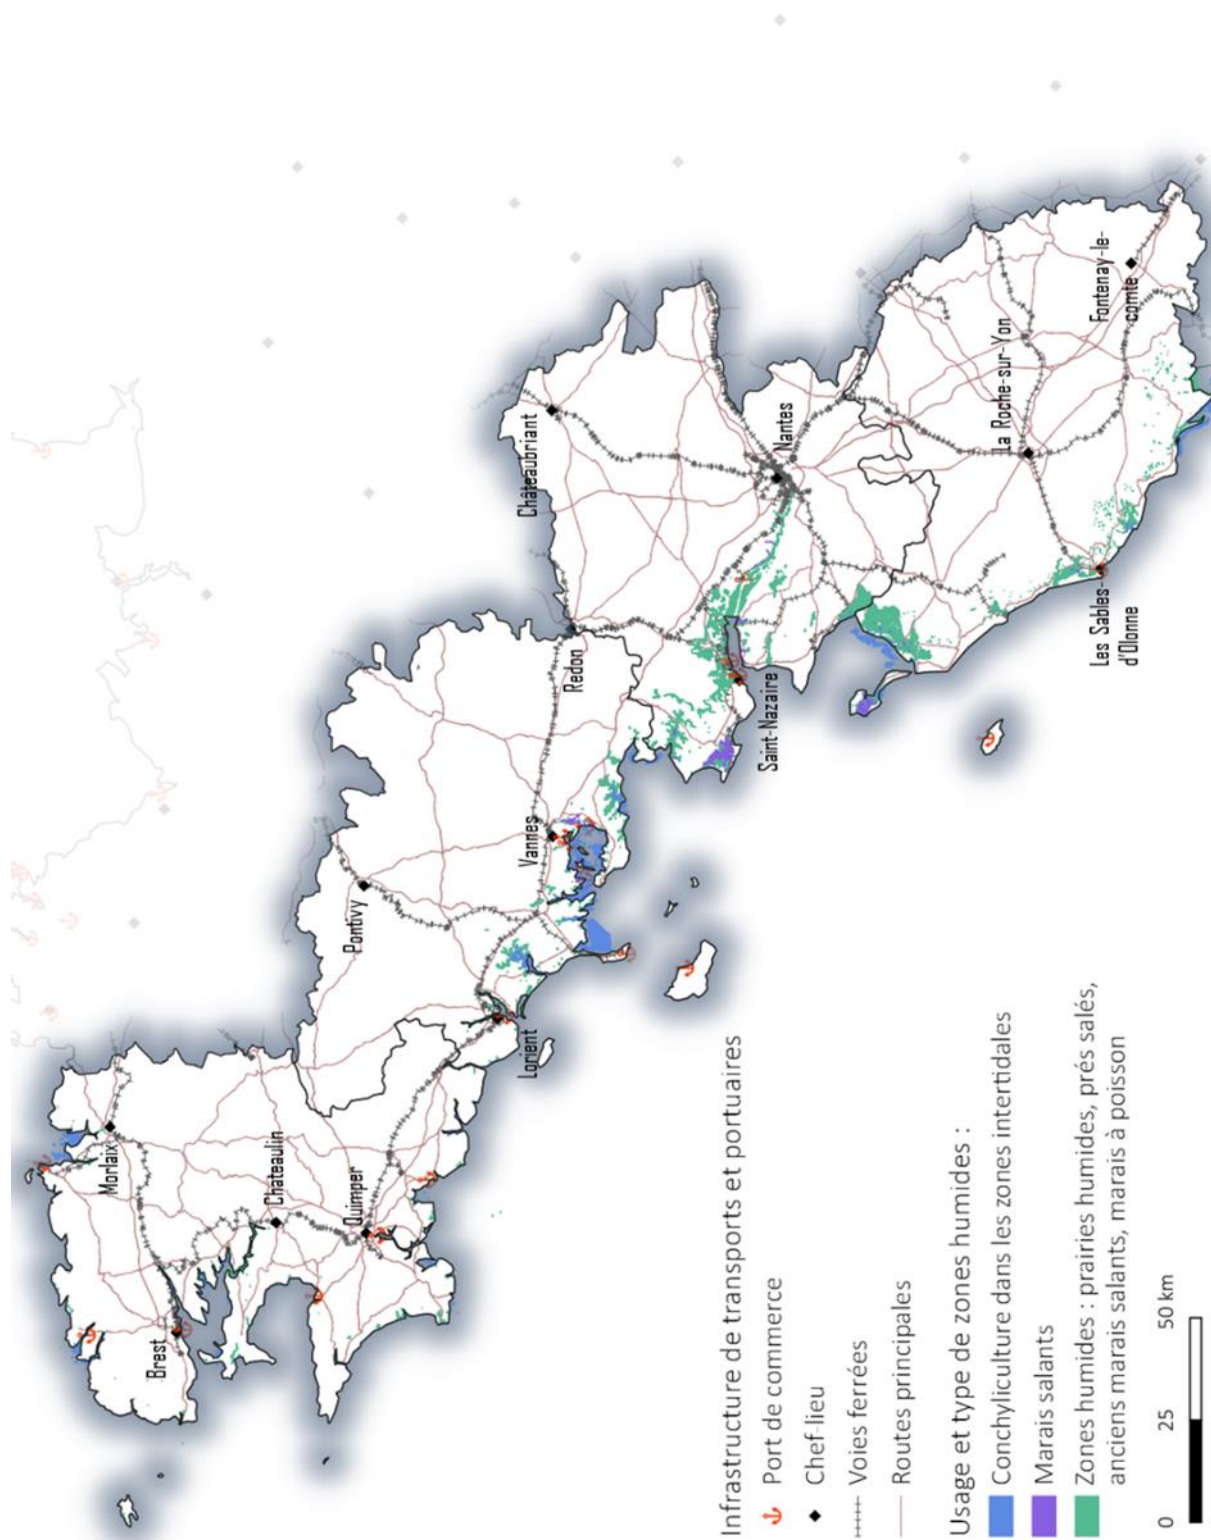 Morlaix
Brest
Chateaulin
Quimper
Pontivy
Lorient
Vannes
Redon
Châteaubriant
Saint-Nazaire
Nantes
La Roche-sur-Yon
Les Sables-
d'Olonne
Fontenay-le-
comte
Infrastructure de transports et portuaires
Port de commerce
Chef-lieu
Voies ferrées
Routes principales
Usage et type de zones humides :
Conchyliculture dans les zones intertidales
Marais salants
Zones humides : prairies humides, prés salés,
anciens marais salants, marais à poisson
0 25 50 km